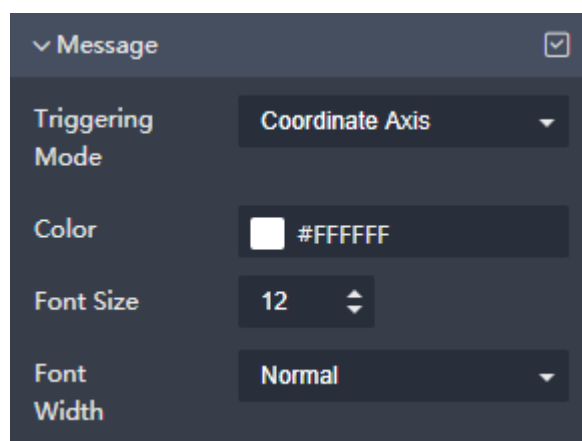 Message
Triggering Coordinate Axis
Mode
Color #FFFFFF
Font Size 12
Font Normal
Width